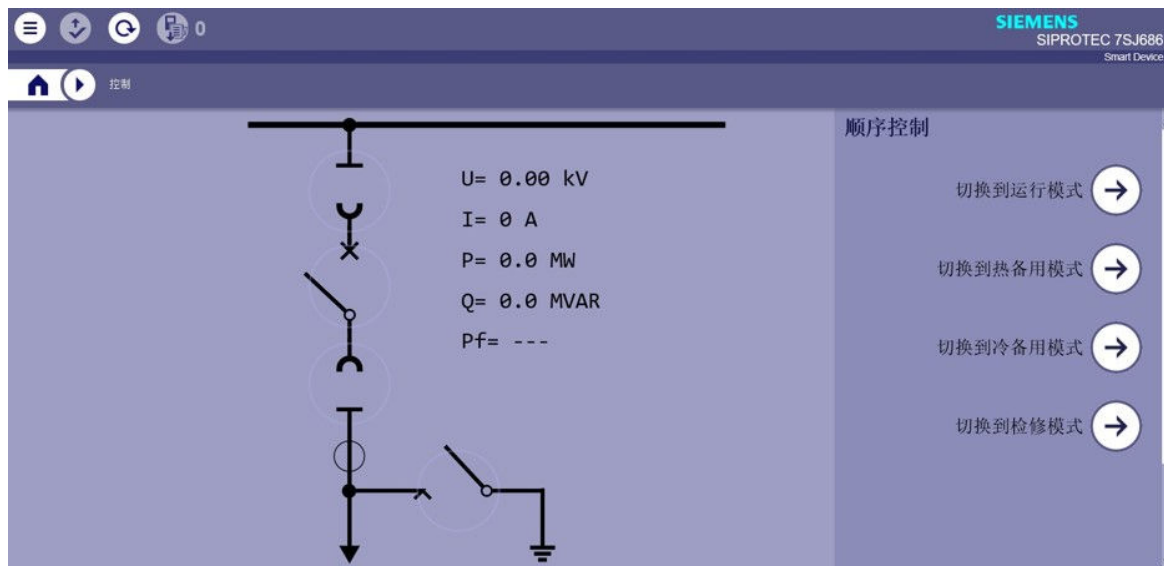 0
SIEMENS
SIPROTEC 7SJ686
Smart Device
控制
U= 0.00 kV
I= 0 A
P= 0.0 MW
Q= 0.0 MVAR
Pf= ---
顺序控制
切换到运行模式
切换到热备用模式
切换到冷备用模式
切换到检修模式